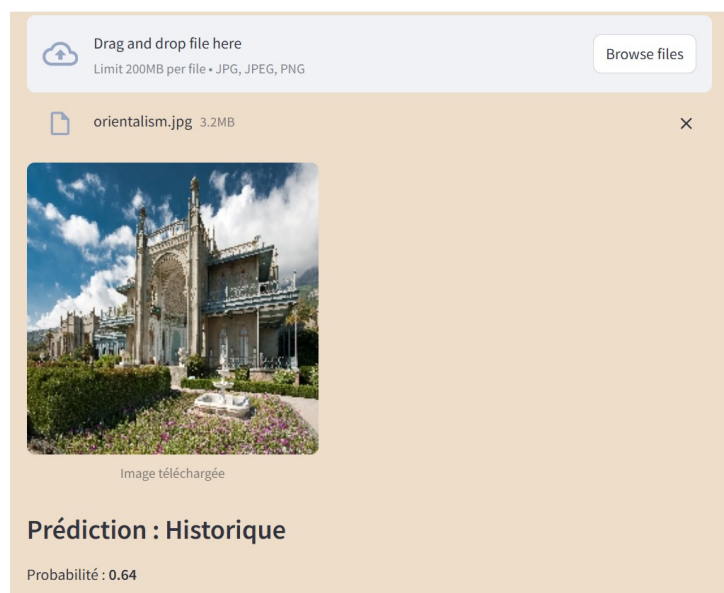 Drag and drop file here
Browse files
Limit 200MB per file • JPG, JPEG, PNG
orientalism.jpg 3.2MB
Image téléchargée
Prédiction : Historique
Probabilité : 0.64